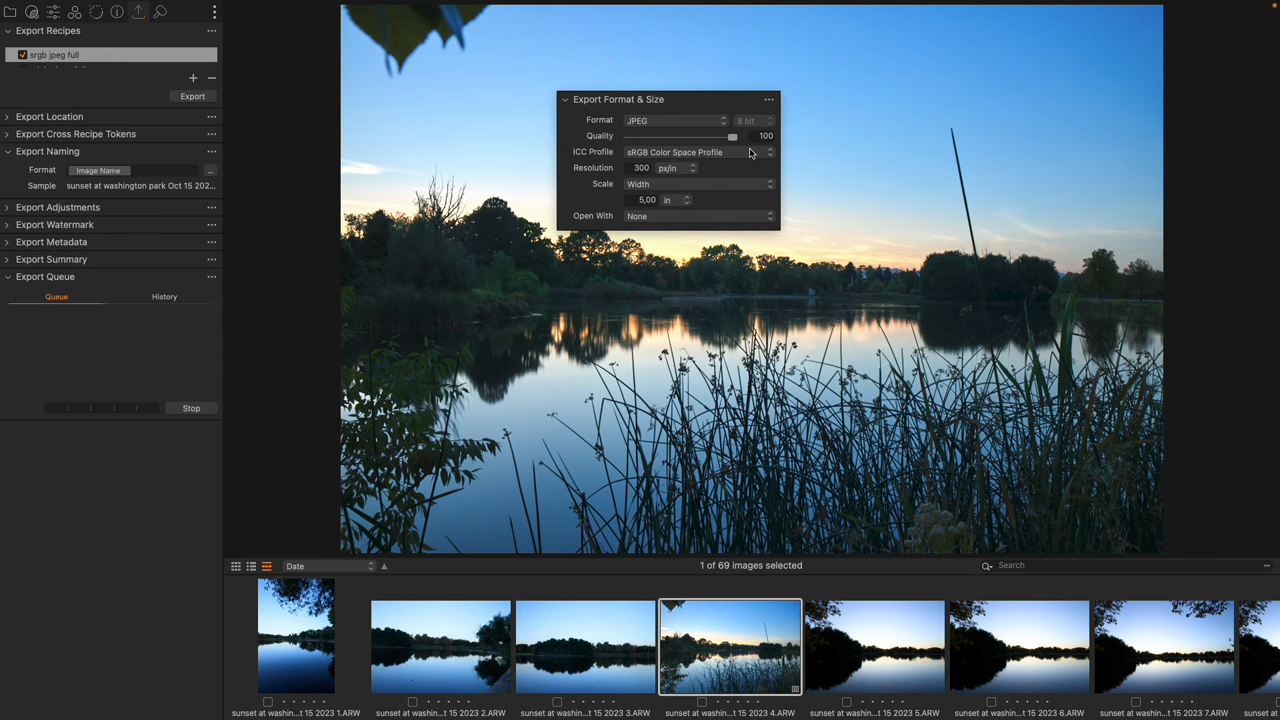 Export Recipes
srgb jpeg full
Export
Export Location
Export Cross Recipe Tokens
Export Naming
Format Image Name ...
Sample sunset at washington park Oct 15 202...
Export Adjustments
Export Watermark
Export Metadata
Export Summary
Export Queue
Queue History
Stop
Export Format & Size
Format JPEG 8 bit
Quality 100
ICC Profile sRGB Color Space Profile
Resolution 300 px/in
Scale Width
5,00 in
Open With None
Date 1 of 69 images selected Search
sunset at washin...t 15 2023 1.ARW
sunset at washin...t 15 2023 2.ARW
sunset at washin...t 15 2023 3.ARW
sunset at washin...t 15 2023 4.ARW
sunset at washin...t 15 2023 5.ARW
sunset at washin...t 15 2023 6.ARW
sunset at washin...t 15 2023 7.ARW
sunset at